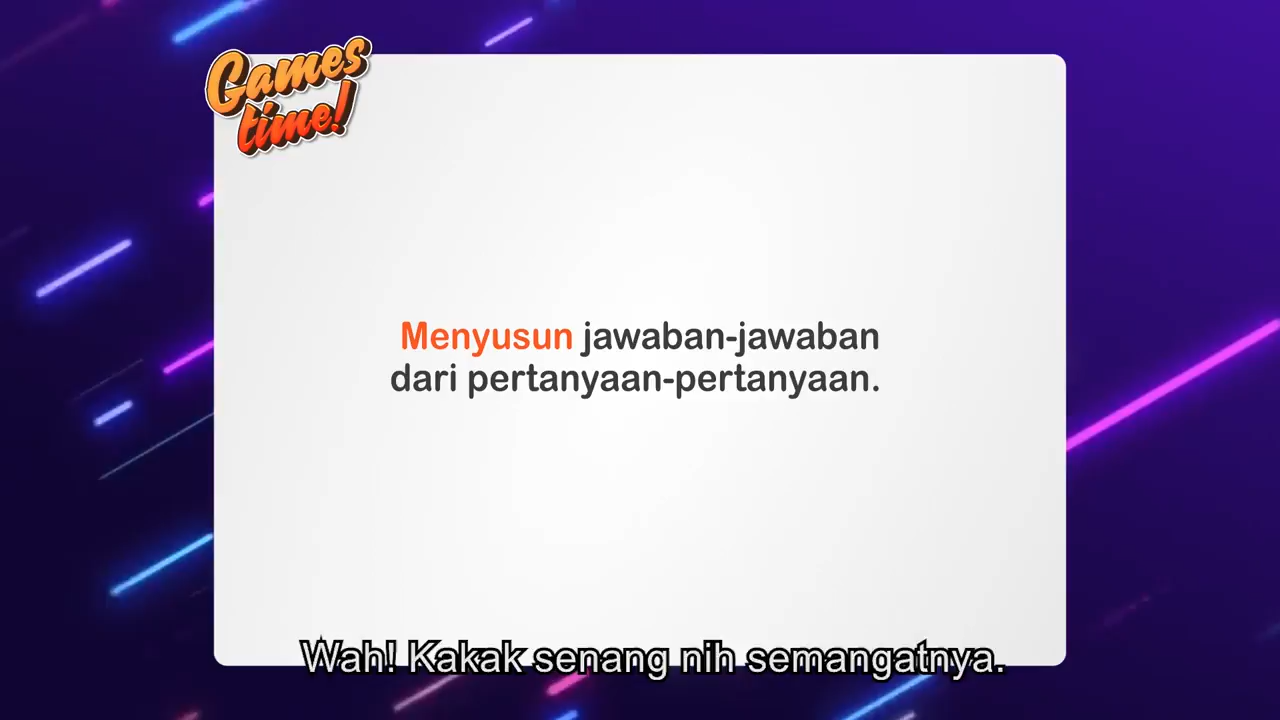 Games
time!
Menyusun jawaban-jawaban
dari pertanyaan-pertanyaan.
Wah! Kakak senang nih semangatnya.